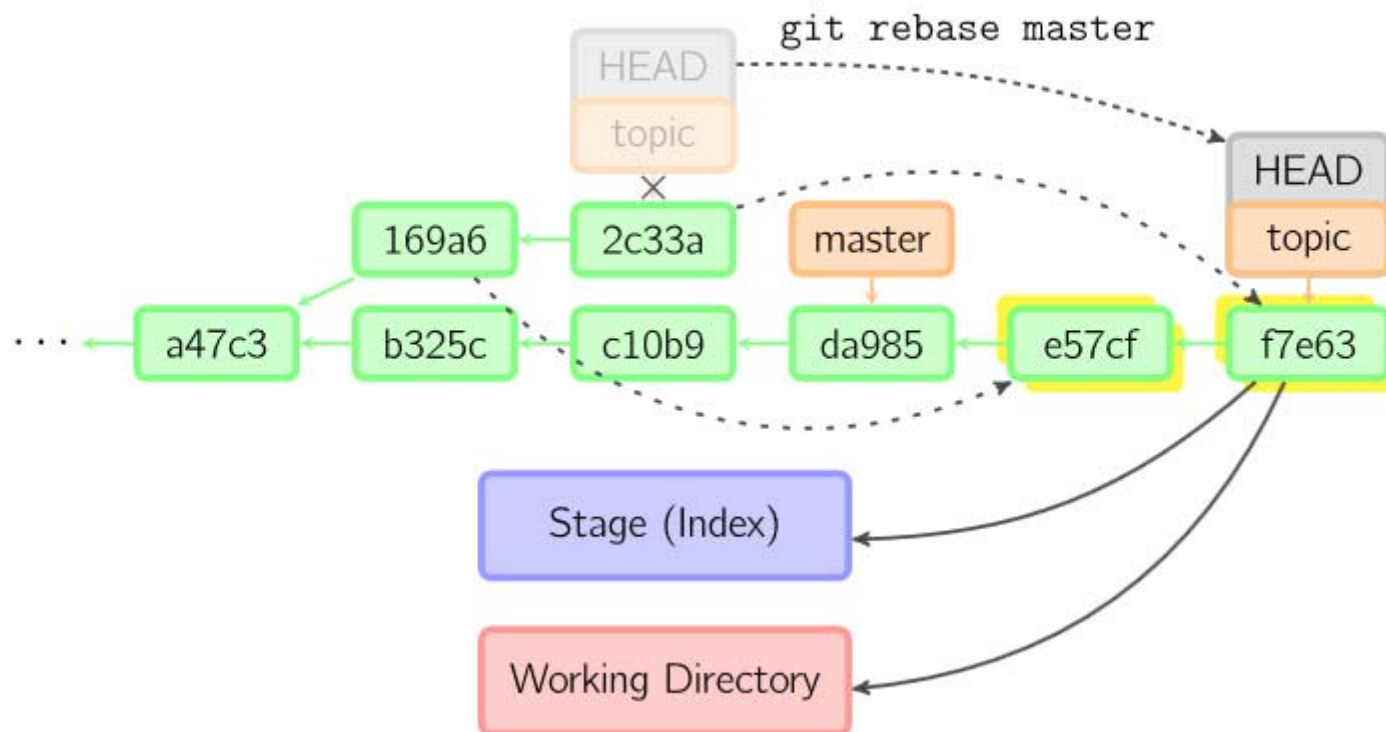 git rebase master
HEAD
topic
HEAD
topic
169a6
2c33a
master
... a47c3
b325c
c10b9
da985
e57cf
f7e63
Stage (Index)
Working Directory